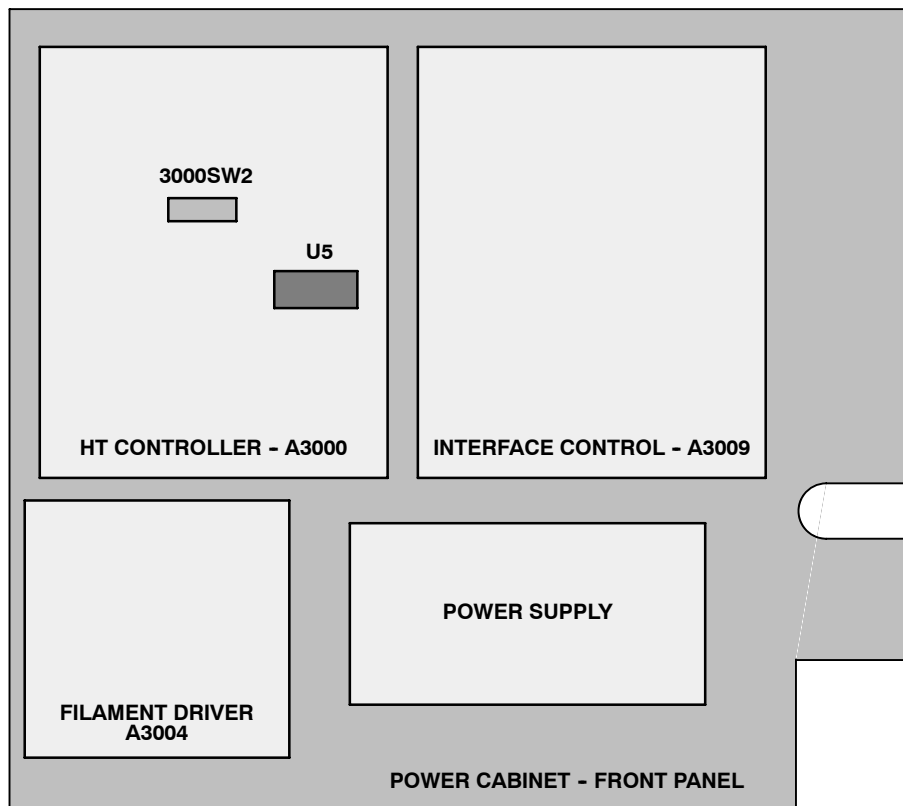 3000SW2
U5
HT CONTROLLER - A3000
INTERFACE CONTROL - A3009
POWER SUPPLY
FILAMENT DRIVER
A3004
POWER CABINET - FRONT PANEL